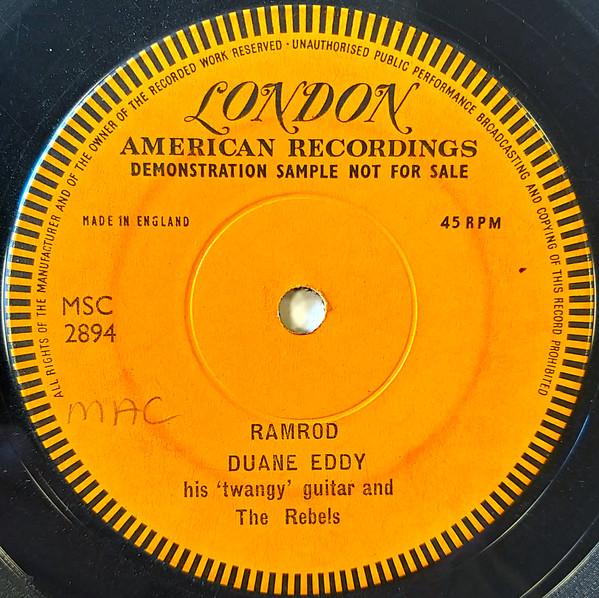 ALL RIGHTS OF THE MANUFACTURER AND OF THE OWNER OF THE RECORDED WORK RESERVED · UNAUTHORISED PUBLIC PERFORMANCE BROADCASTING AND COPYING OF THIS RECORD PROHIBITED
LONDON
AMERICAN RECORDINGS
DEMONSTRATION SAMPLE NOT FOR SALE
MADE IN ENGLAND
45 RPM
MSC
2894
MAC
RAMROD
DUANE EDDY
his 'twangy' guitar and
The Rebels